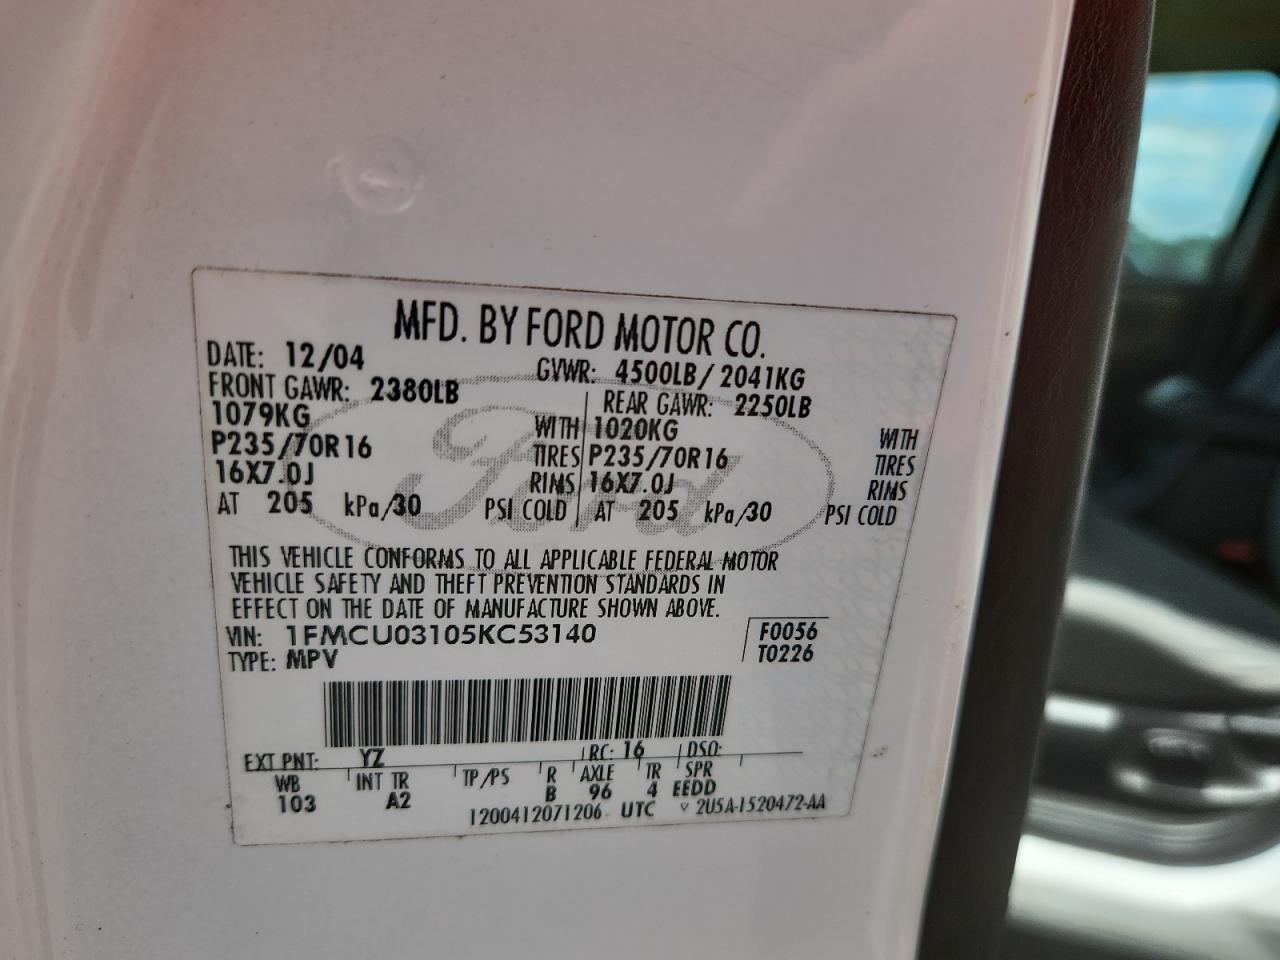 MFD. BY FORD MOTOR CO.
DATE: 12/04 GVWR: 4500LB/ 2041KG
FRONT GAWR: 2380LB REAR GAWR: 2250LB
1079KG WITH 1020KG WITH
P235/70R16 TIRES P235/70R16 TIRES
16X7.0J RIMS 16X7.0J RIMS
AT 205 kPa/30 PSI COLD AT 205 kPa/30 PSI COLD
Ford
THIS VEHICLE CONFORMS TO ALL APPLICABLE FEDERAL MOTOR
VEHICLE SAFETY AND THEFT PREVENTION STANDARDS IN
EFFECT ON THE DATE OF MANUFACTURE SHOWN ABOVE.
VIN: 1FMCU03105KC53140 F0056
TYPE: MPV T0226
EXT PNT: YZ RC: 16 DSO:
WB INT TR TP/PS R AXLE TR SPR
103 A2 B 96 4 EEDD
1200412071206 UTC ▽ 2U5A-1520472-AA